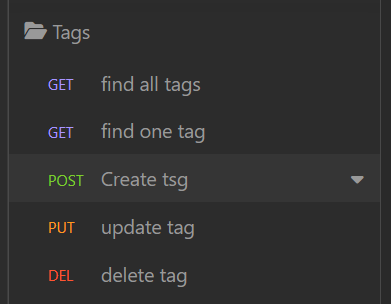 Tags
GET find all tags
GET find one tag
POST Create tsg
PUT update tag
DEL delete tag